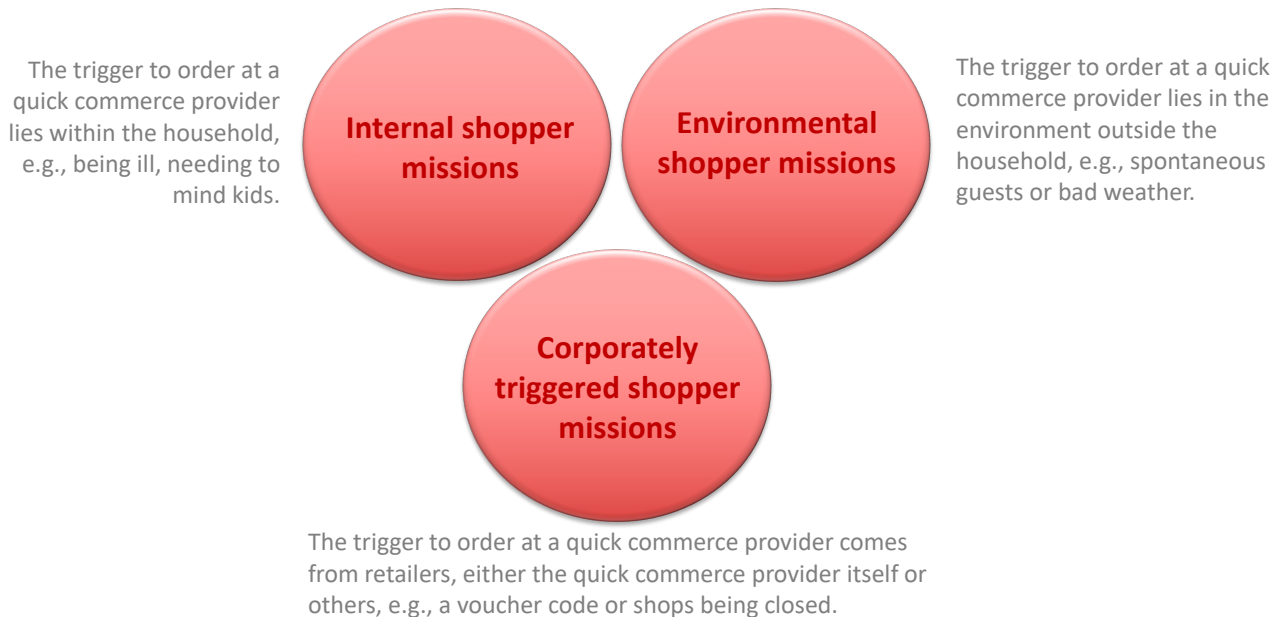 The trigger to order at a
quick commerce provider
lies within the household,
e.g., being ill, needing to
mind kids.
Internal shopper
missions
Environmental
shopper missions
The trigger to order at a quick
commerce provider lies in the
environment outside the
household, e.g., spontaneous
guests or bad weather.
Corporately
triggered shopper
missions
The trigger to order at a quick commerce provider comes
from retailers, either the quick commerce provider itself or
others, e.g., a voucher code or shops being closed.